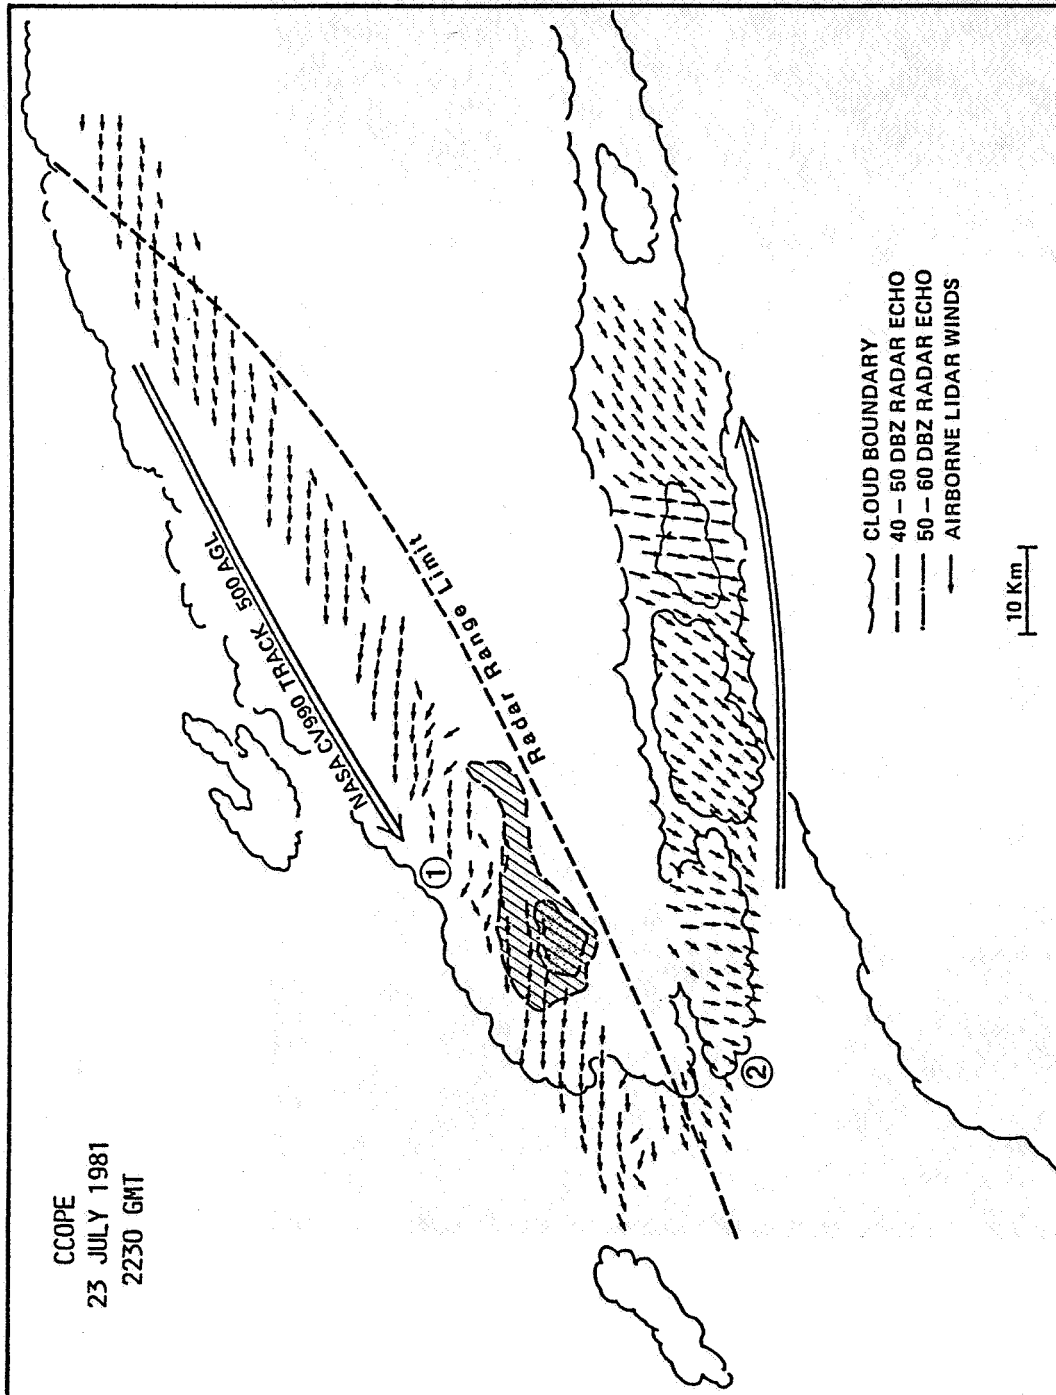 CCOPE
23 JULY 1981
2230 GMT
NASA CV990 TRACK 500 AGL
Radar Range Limit
1
2
CLOUD BOUNDARY
40 – 50 DBZ RADAR ECHO
50 – 60 DBZ RADAR ECHO
AIRBORNE LIDAR WINDS
10 Km